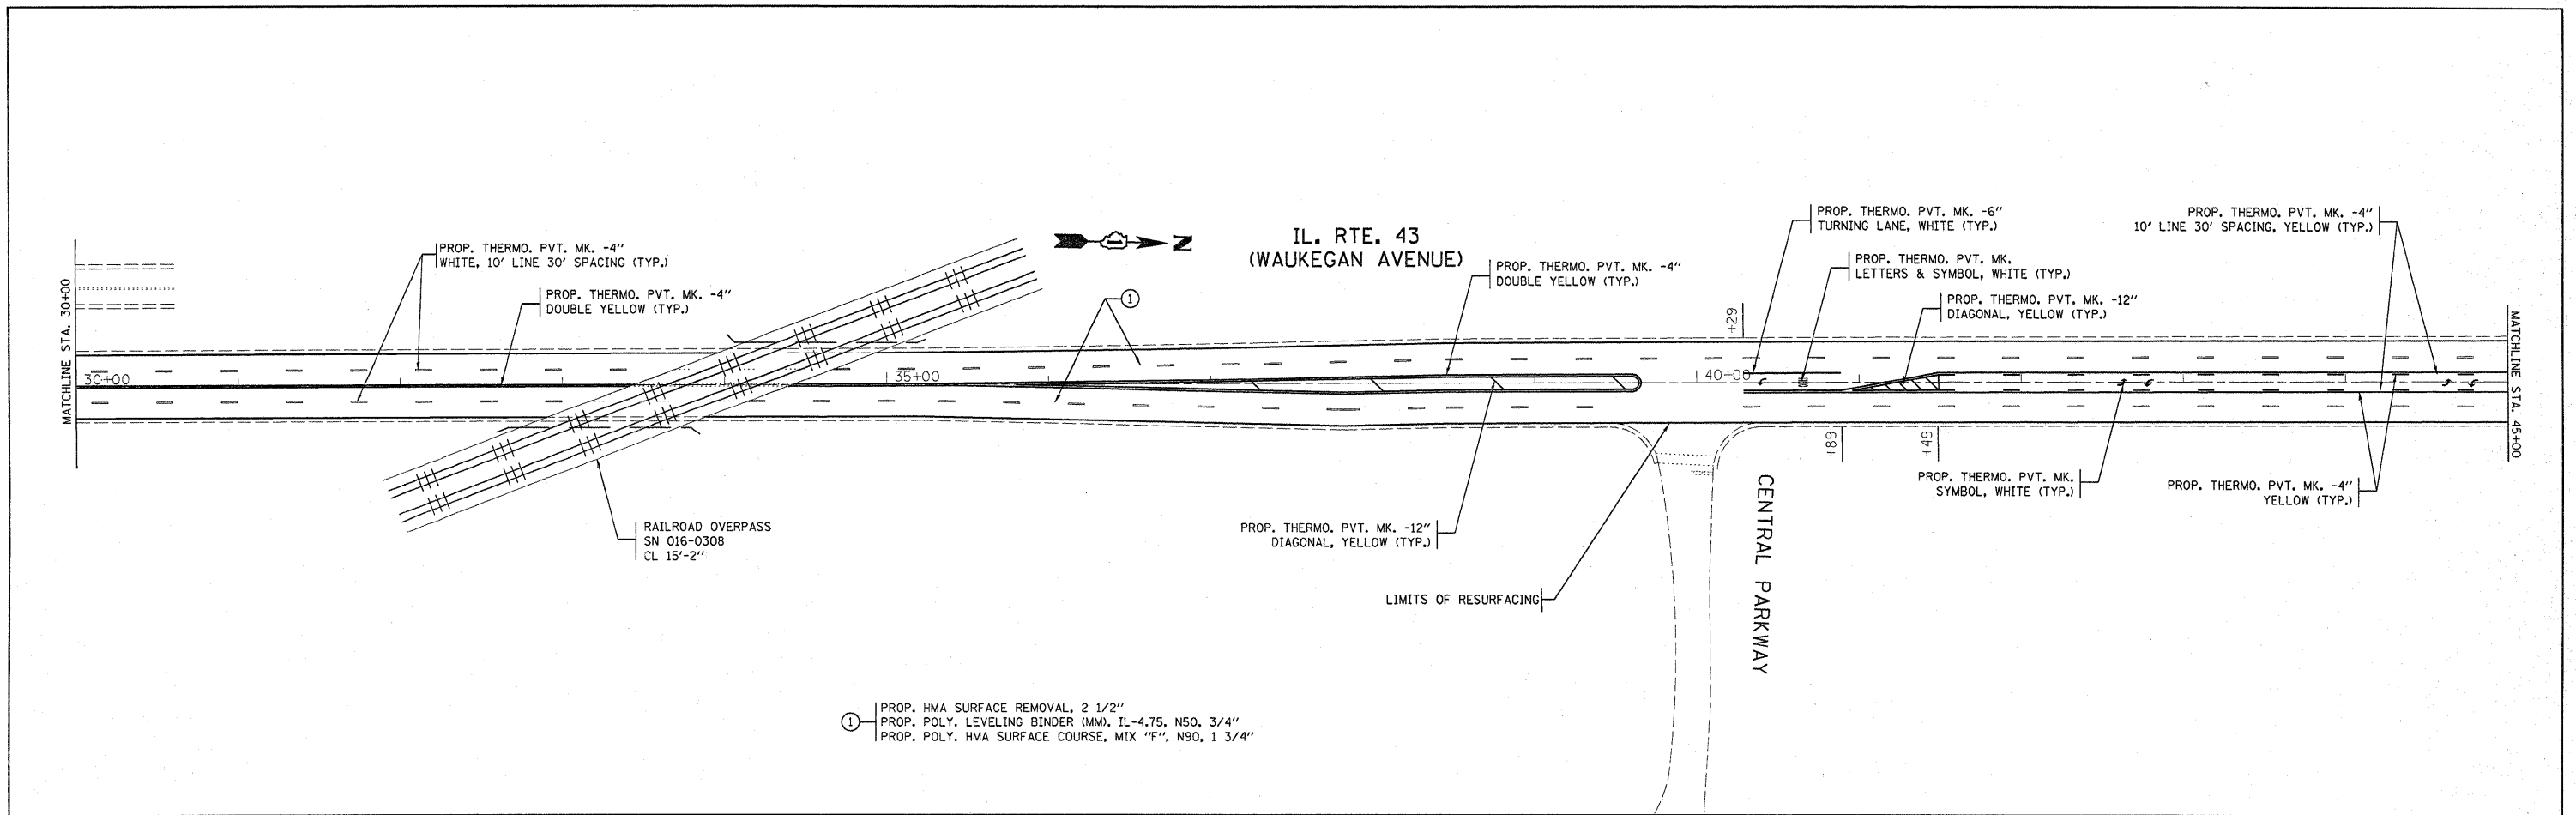 IL. RTE. 43
(WAUKEGAN AVENUE)
N
PROP. THERMO. PVT. MK. -4"
WHITE, 10' LINE 30' SPACING (TYP.)
PROP. THERMO. PVT. MK. -4"
DOUBLE YELLOW (TYP.)
1
PROP. THERMO. PVT. MK. -4"
DOUBLE YELLOW (TYP.)
PROP. THERMO. PVT. MK. -6"
TURNING LANE, WHITE (TYP.)
PROP. THERMO. PVT. MK.
LETTERS & SYMBOL, WHITE (TYP.)
PROP. THERMO. PVT. MK. -12"
DIAGONAL, YELLOW (TYP.)
PROP. THERMO. PVT. MK. -4"
10' LINE 30' SPACING, YELLOW (TYP.)
MATCHLINE STA. 30+00
30+00
35+00
+29
40+00
MATCHLINE STA. 45+00
+89
+49
RAILROAD OVERPASS
SN 016-0308
CL 15'-2"
PROP. THERMO. PVT. MK. -12"
DIAGONAL, YELLOW (TYP.)
PROP. THERMO. PVT. MK.
SYMBOL, WHITE (TYP.)
PROP. THERMO. PVT. MK. -4"
YELLOW (TYP.)
LIMITS OF RESURFACING
CENTRAL PARKWAY
1
PROP. HMA SURFACE REMOVAL, 2 1/2"
PROP. POLY. LEVELING BINDER (MM), IL-4.75, N50, 3/4"
PROP. POLY. HMA SURFACE COURSE, MIX "F", N90, 1 3/4"